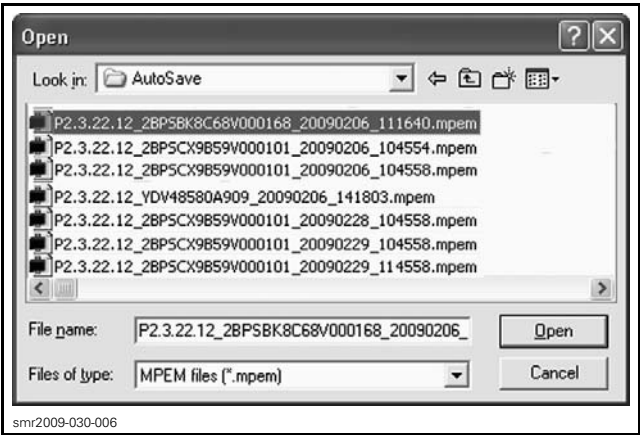 Open
Look in: AutoSave
P2.3.22.12_2BPSBK8C68V000168_20090206_111640.mpem
P2.3.22.12_2BPSCX9B59V000101_20090206_104554.mpem
P2.3.22.12_2BPSCX9B59V000101_20090206_104558.mpem
P2.3.22.12_YDV48580A909_20090206_141803.mpem
P2.3.22.12_2BPSCX9B59V000101_20090228_104558.mpem
P2.3.22.12_2BPSCX9B59V000101_20090229_104558.mpem
P2.3.22.12_2BPSCX9B59V000101_20090229_114558.mpem
File name: P2.3.22.12_2BPSBK8C68V000168_20090206_ Open
Files of type: MPEM files (*.mpem) Cancel
smr2009-030-006